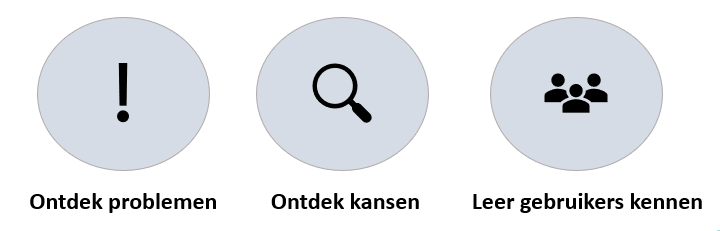 Ontdek problemen
Ontdek kansen
Leer gebruikers kennen